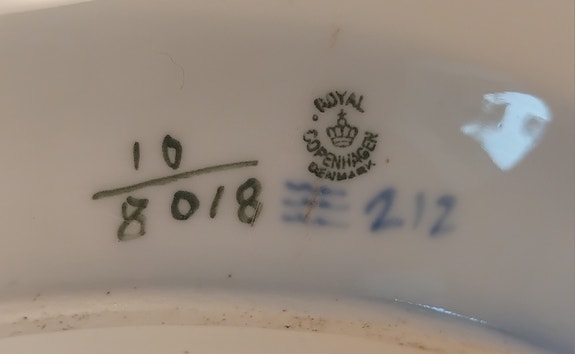 ROYAL
COPENHAGEN
DENMARK
10
8018
212